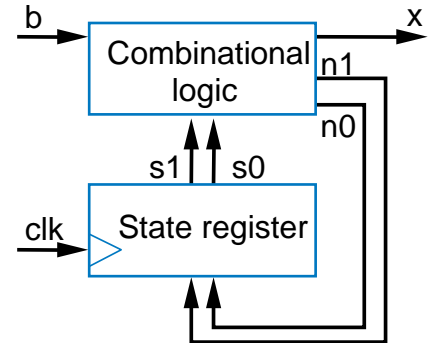 b
x
Combinational
logic
n1
n0
s1
s0
clk
State register